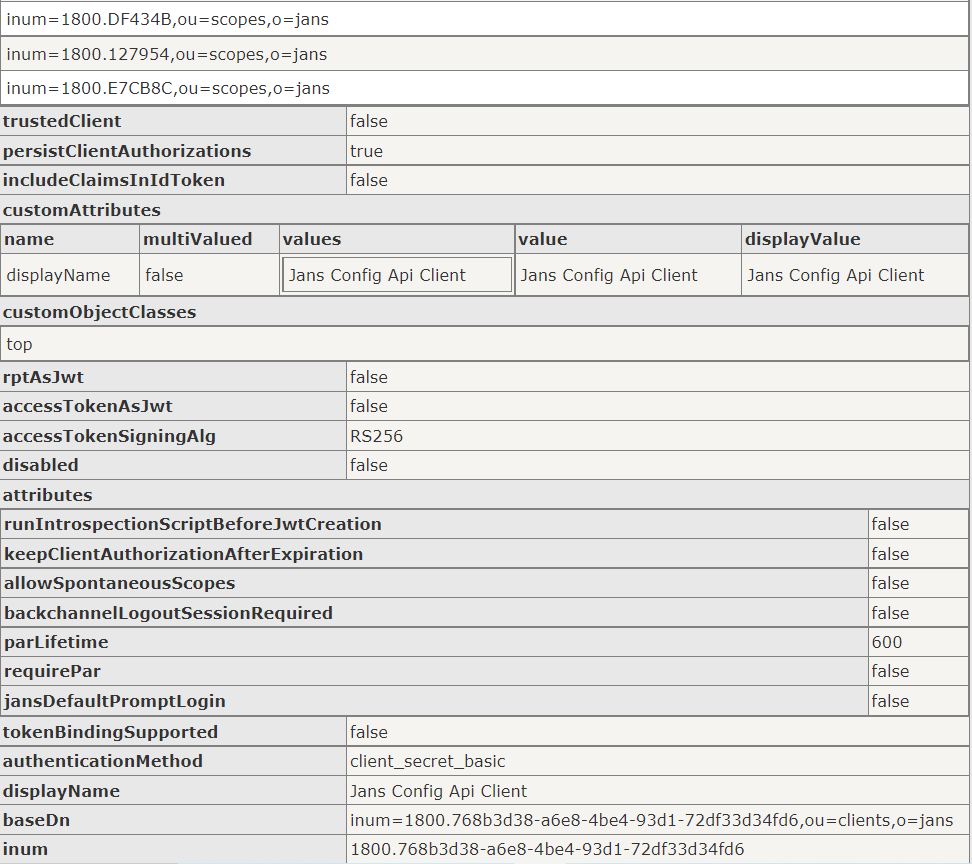 inum=1800.DF434B,ou=scopes,o=jans
inum=1800.127954,ou=scopes,o=jans
inum=1800.E7CB8C,ou=scopes,o=jans
trustedClient false
persistClientAuthorizations true
includeClaimsInIdToken false
customAttributes
name multiValued values value displayValue
displayName false Jans Config Api Client Jans Config Api Client Jans Config Api Client
customObjectClasses
top
rptAsJwt false
accessTokenAsJwt false
accessTokenSigningAlg RS256
disabled false
attributes
runIntrospectionScriptBeforeJwtCreation false
keepClientAuthorizationAfterExpiration false
allowSpontaneousScopes false
backchannelLogoutSessionRequired false
parLifetime 600
requirePar false
jansDefaultPromptLogin false
tokenBindingSupported false
authenticationMethod client_secret_basic
displayName Jans Config Api Client
baseDn inum=1800.768b3d38-a6e8-4be4-93d1-72df33d34fd6,ou=clients,o=jans
inum 1800.768b3d38-a6e8-4be4-93d1-72df33d34fd6